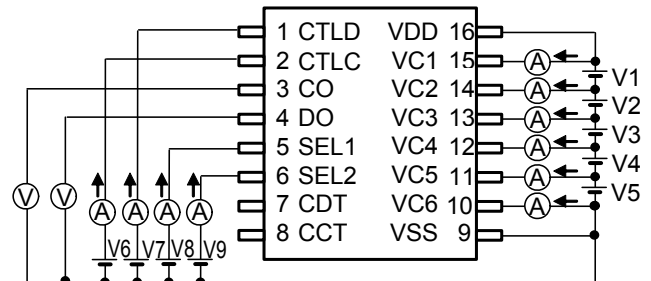 1 CTLD VDD 16
2 CTLC VC1 15 A V1
3 CO VC2 14 A V2
4 DO VC3 13 A V3
5 SEL1 VC4 12 A V4
6 SEL2 VC5 11 A V5
7 CDT VC6 10 A
8 CCT VSS 9
V V A A A A
V6 V7 V8 V9